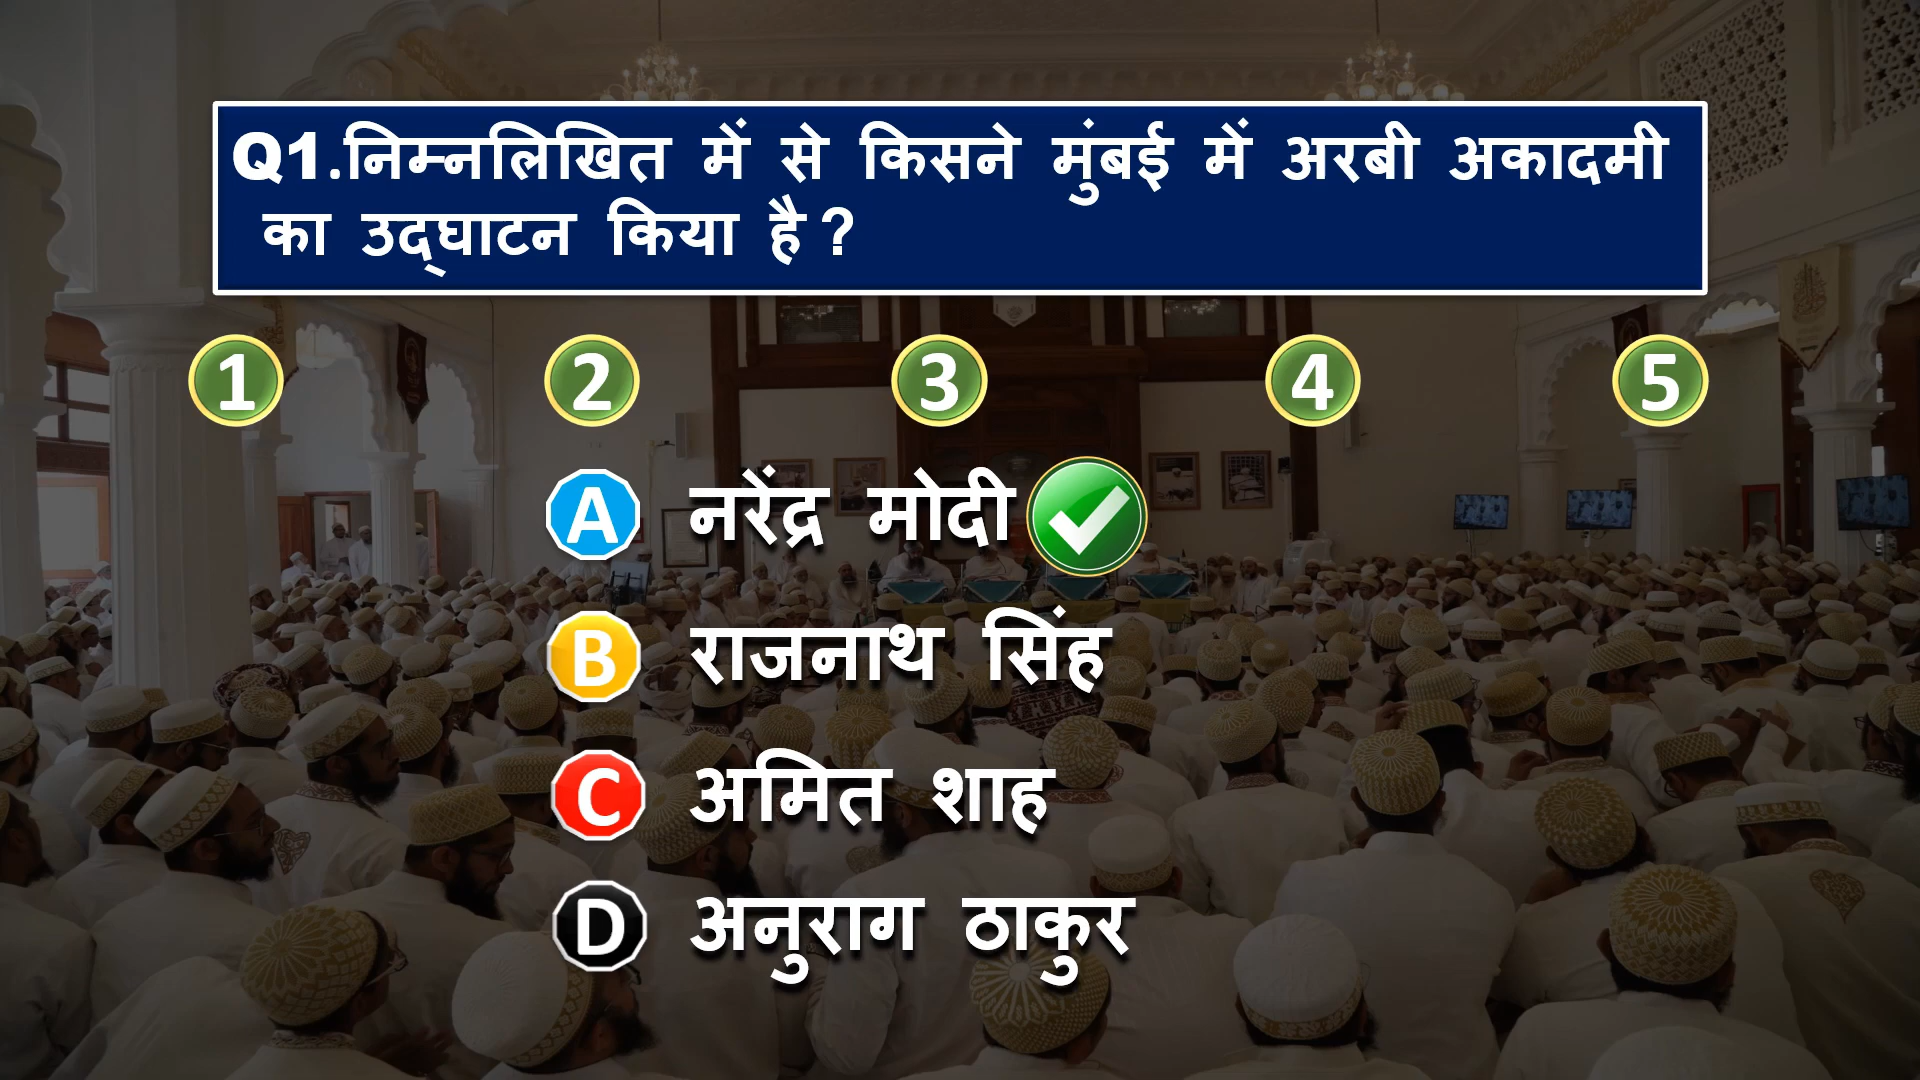 Q1.निम्नलिखित में से किसने मुंबई में अरबी अकादमी
का उद्घाटन किया है ?
1 2 3 4 5
A नरेंद्र मोदी
B राजनाथ सिंह
C अमित शाह
D अनुराग ठाकुर